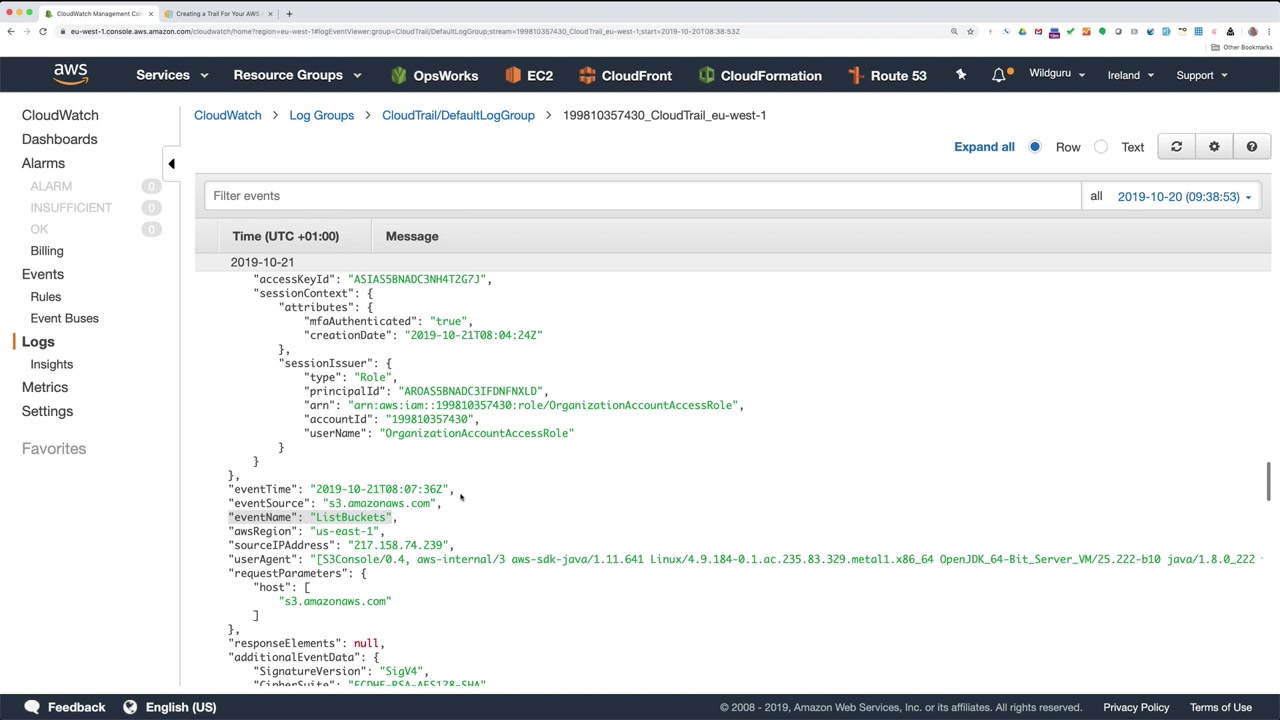 CloudWatch Management Con
Creating a Trail For Your AWS
eu-west-1.console.aws.amazon.com/cloudwatch/home?region=eu-west-1#logEventViewer:group=CloudTrail/DefaultLogGroup;stream=199810357430_CloudTrail_eu-west-1;start=2019-10-20T08:38:53Z
Other Bookmarks
aws Services Resource Groups OpsWorks EC2 CloudFront CloudFormation Route 53 Wildguru Ireland Support
CloudWatch
Dashboards
Alarms
ALARM 0
INSUFFICIENT 0
OK 0
Billing
Events
Rules
Event Buses
Logs
Insights
Metrics
Settings
Favorites
CloudWatch > Log Groups > CloudTrail/DefaultLogGroup > 199810357430_CloudTrail_eu-west-1
Expand all Row Text
Filter events all 2019-10-20 (09:38:53)
Time (UTC +01:00) Message
2019-10-21
"accessKeyId": "ASIAS5BNADC3NH4T2G7J",
"sessionContext": {
"attributes": {
"mfaAuthenticated": "true",
"creationDate": "2019-10-21T08:04:24Z"
},
"sessionIssuer": {
"type": "Role",
"principalId": "AROAS5BNADC3IFDNFNXLD",
"arn": "arn:aws:iam::199810357430:role/OrganizationAccountAccessRole",
"accountId": "199810357430",
"userName": "OrganizationAccountAccessRole"
}
}
},
"eventTime": "2019-10-21T08:07:36Z",
"eventSource": "s3.amazonaws.com",
"eventName": "ListBuckets",
"awsRegion": "us-east-1",
"sourceIPAddress": "217.158.74.239",
"userAgent": "[S3Console/0.4, aws-internal/3 aws-sdk-java/1.11.641 Linux/4.9.184-0.1.ac.235.83.329.metal1.x86_64 OpenJDK_64-Bit_Server_VM/25.222-b10 java/1.8.0_222
"requestParameters": {
"host": [
"s3.amazonaws.com"
]
},
"responseElements": null,
"additionalEventData": {
"SignatureVersion": "SigV4",
"CipherSuite": "ECDHE-RSA-AES128-SHA",
Feedback English (US) © 2008 - 2019, Amazon Web Services, Inc. or its affiliates. All rights reserved. Privacy Policy Terms of Use